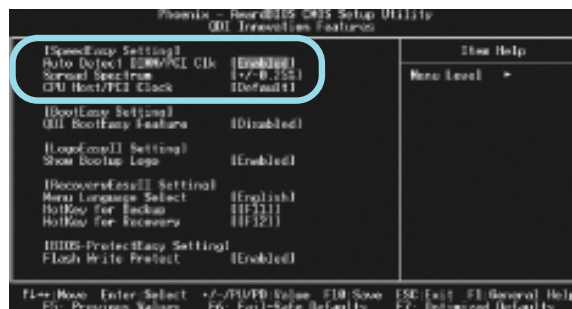 Phoenix - AwardBIOS CMOS Setup Utility
QDI Innovation Features
[SpeedEasy Setting]
Auto Detect DIMM/PCI Clk [Enabled]
Spread Spectrum [+/-0.25%]
CPU Host/PCI Clock [Default]
[BootEasy Setting]
QDI BootEasy Feature [Disabled]
[LogoEasyII Setting]
Show Bootup Logo [Enabled]
[RecoveryEasyII Setting]
Menu Language Select [English]
HotKey for Backup [[F11]]
HotKey for Recovery [[F12]]
[BIOS-ProtectEasy Setting]
Flash Write Protect [Enabled]
Item Help
Menu Level ►
↑↓←→:Move Enter:Select +/-/PU/PD:Value F10:Save ESC:Exit F1:General Help
F5: Previous Values F6: Fail-Safe Defaults F7: Optimized Defaults